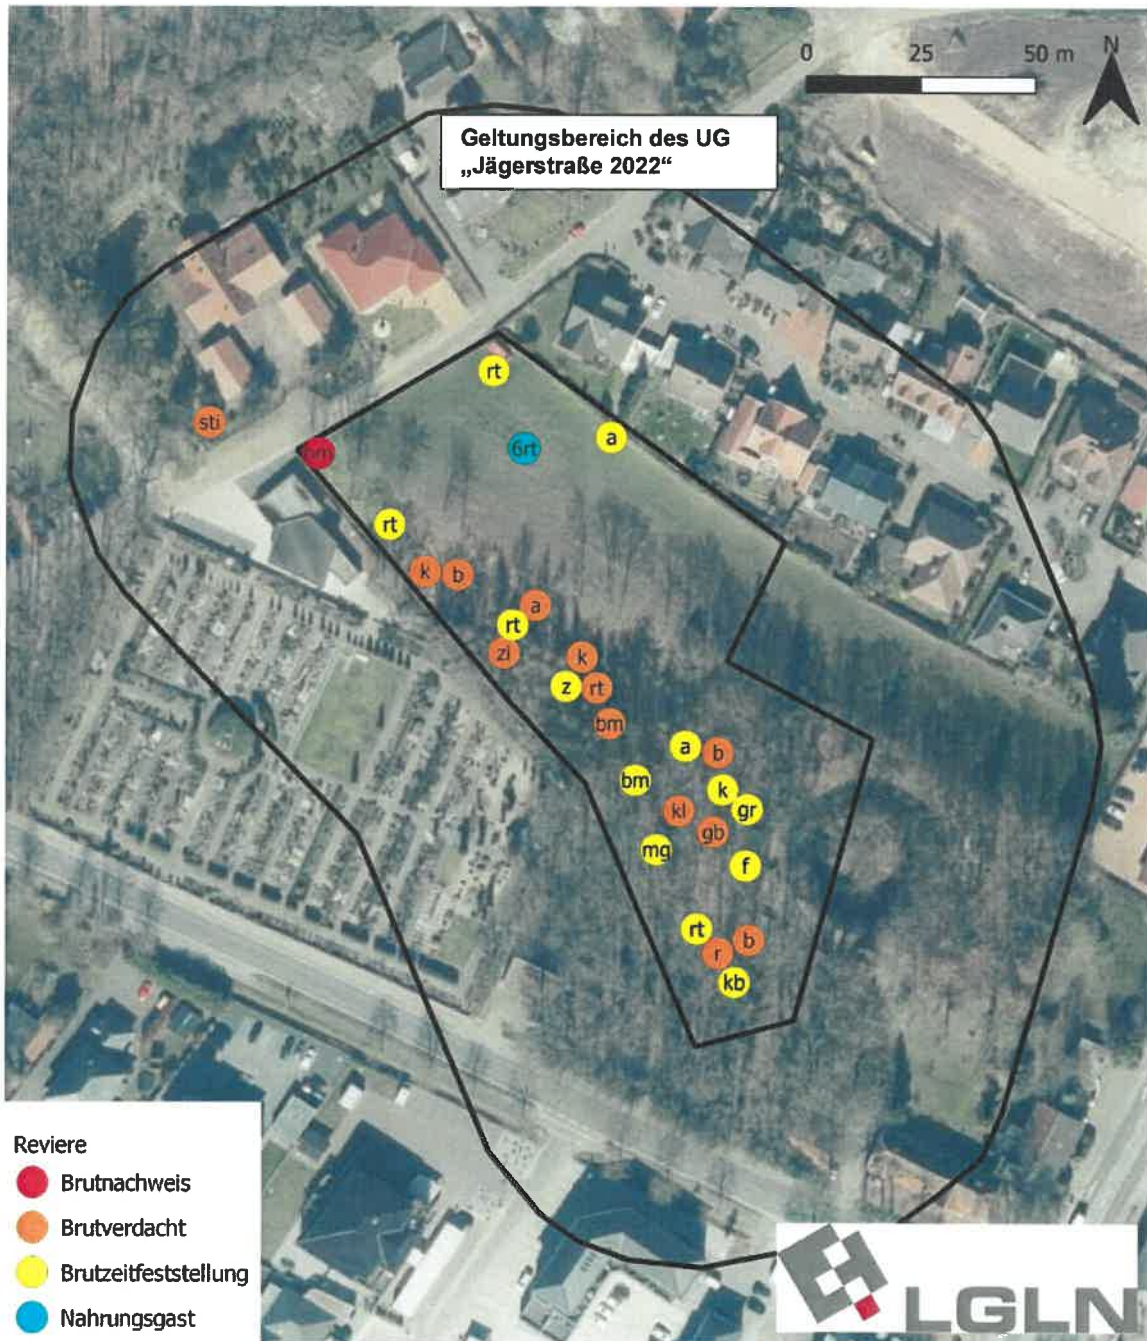 0 25 50 m N
Geltungsbereich des UG
„Jägerstraße 2022“
rt
sti
a
6rt
rt
k b
a
rt
zi
k
z rt
bm
a b
bm
k
kl gr
gb
mg
f
rt
b
r
kb
Reviere
Brutnachweis
Brutverdacht
Brutzeitfeststellung
Nahrungsgast
LGLN